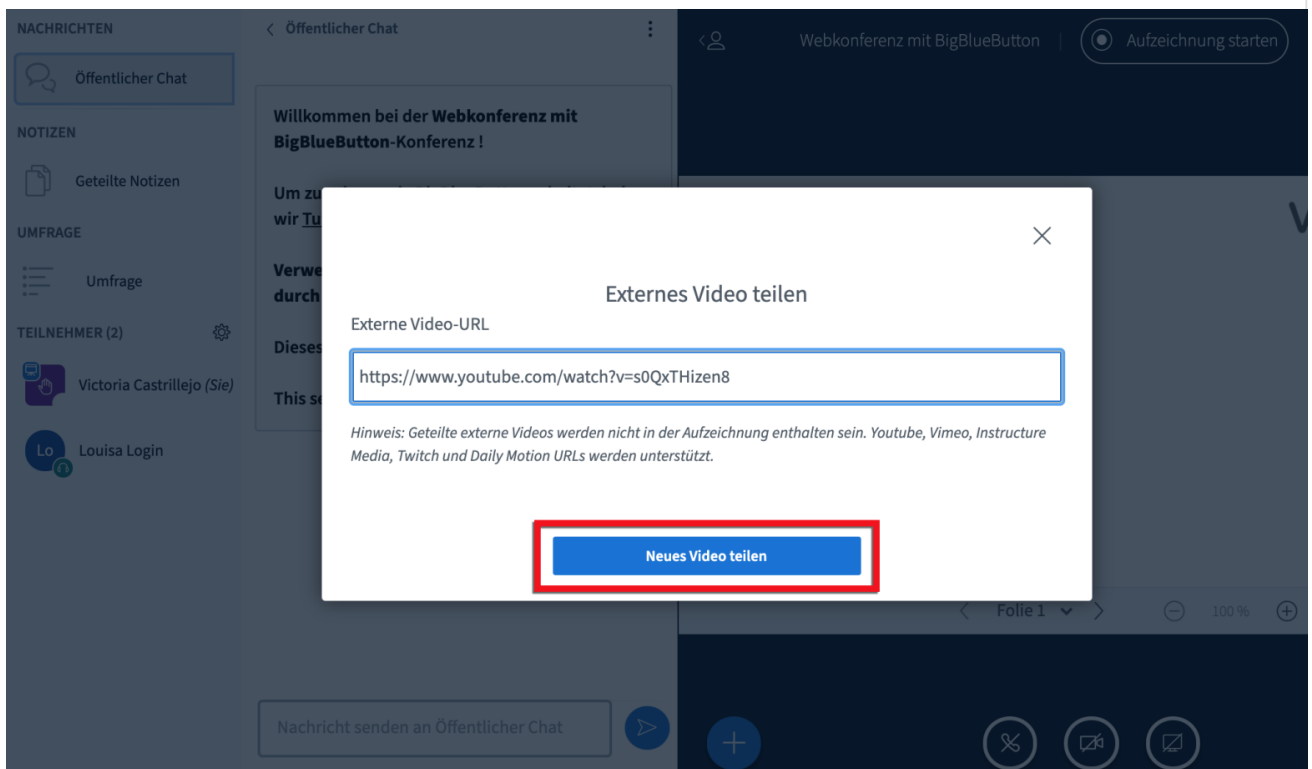 NACHRICHTEN
Öffentlicher Chat
NOTIZEN
Geteilte Notizen
UMFRAGE
Umfrage
TEILNEHMER (2)
Victoria Castrillejo (Sie)
Lo
Louisa Login
Öffentlicher Chat
Willkommen bei der Webkonferenz mit
BigBlueButton-Konferenz !
Um zu
wir Tu
Verwe
durch
Dieses
This se
Nachricht senden an Öffentlicher Chat
Webkonferenz mit BigBlueButton
Aufzeichnung starten
Externes Video teilen
Externe Video-URL
https://www.youtube.com/watch?v=s0QxTHizen8
Hinweis: Geteilte externe Videos werden nicht in der Aufzeichnung enthalten sein. Youtube, Vimeo, Instructure
Media, Twitch und Daily Motion URLs werden unterstützt.
Neues Video teilen
Folie 1
100 %